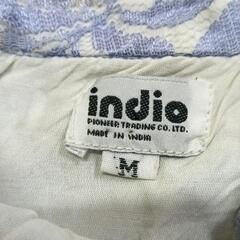 indio
PIONEER TRADING CO. LTD.
MADE IN INDIA
M